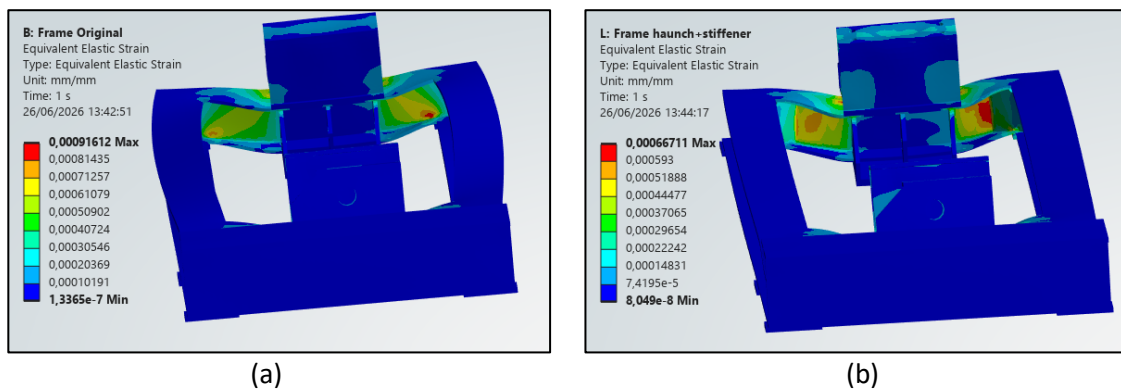 B: Frame Original
Equivalent Elastic Strain
Type: Equivalent Elastic Strain
Unit: mm/mm
Time: 1 s
26/06/2026 13:42:51
0,00091612 Max
0,00081435
0,00071257
0,00061079
0,00050902
0,00040724
0,00030546
0,00020369
0,00010191
1,3365e-7 Min
(a)
L: Frame haunch+stiffener
Equivalent Elastic Strain
Type: Equivalent Elastic Strain
Unit: mm/mm
Time: 1 s
26/06/2026 13:44:17
0,00066711 Max
0,000593
0,00051888
0,00044477
0,00037065
0,00029654
0,00022242
0,00014831
7,4195e-5
8,049e-8 Min
(b)